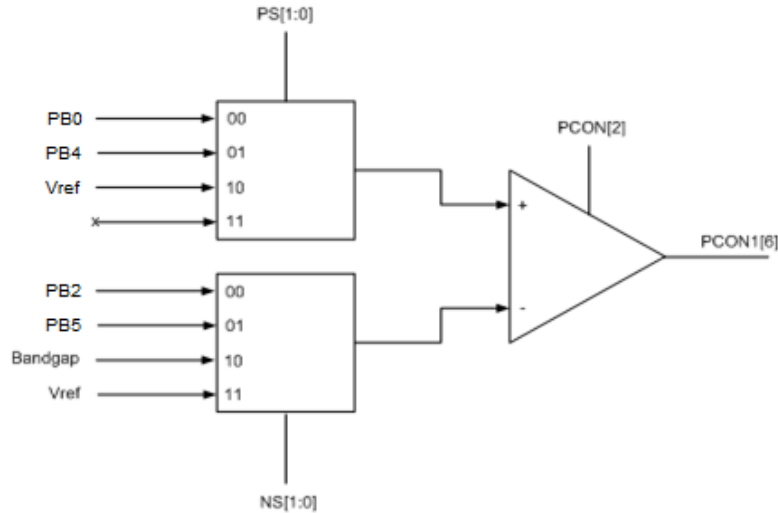 PS[1:0]
PB0
00
PB4
01
PCON[2]
Vref
10
x
11
+
PCON1[6]
PB2
00
PB5
01
-
Bandgap
10
Vref
11
NS[1:0]